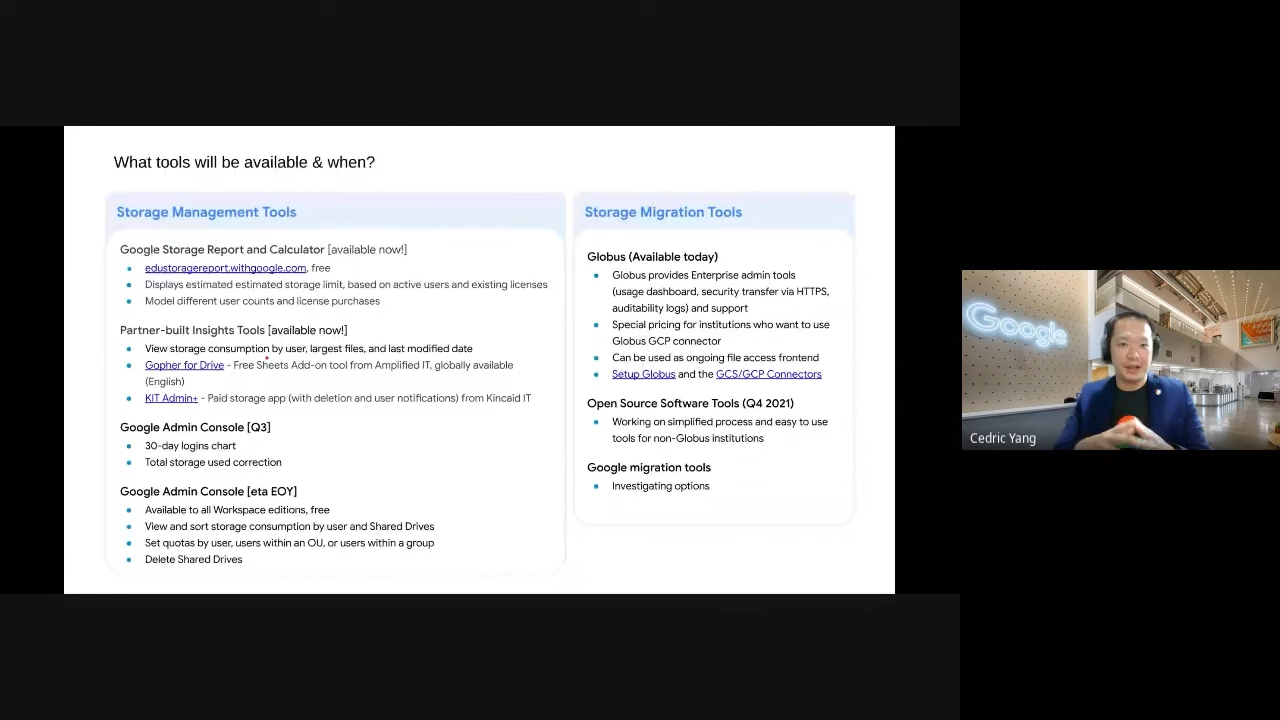 What tools will be available & when?
Storage Management Tools
Google Storage Report and Calculator [available now!]
edustoragereport.withgoogle.com, free
Displays estimated estimated storage limit, based on active users and existing licenses
Model different user counts and license purchases
Partner-built Insights Tools [available now!]
View storage consumption by user, largest files, and last modified date
Gopher for Drive - Free Sheets Add-on tool from Amplified IT, globally available
(English)
KIT Admin+ - Paid storage app (with deletion and user notifications) from Kincaid IT
Google Admin Console [Q3]
30-day logins chart
Total storage used correction
Google Admin Console [eta EOY]
Available to all Workspace editions, free
View and sort storage consumption by user and Shared Drives
Set quotas by user, users within an OU, or users within a group
Delete Shared Drives
Storage Migration Tools
Globus (Available today)
Globus provides Enterprise admin tools
(usage dashboard, security transfer via HTTPS,
auditability logs) and support
Special pricing for institutions who want to use
Globus GCP connector
Can be used as ongoing file access frontend
Setup Globus and the GCS/GCP Connectors
Open Source Software Tools (Q4 2021)
Working on simplified process and easy to use
tools for non-Globus institutions
Google migration tools
Investigating options
Google
Cedric Yang